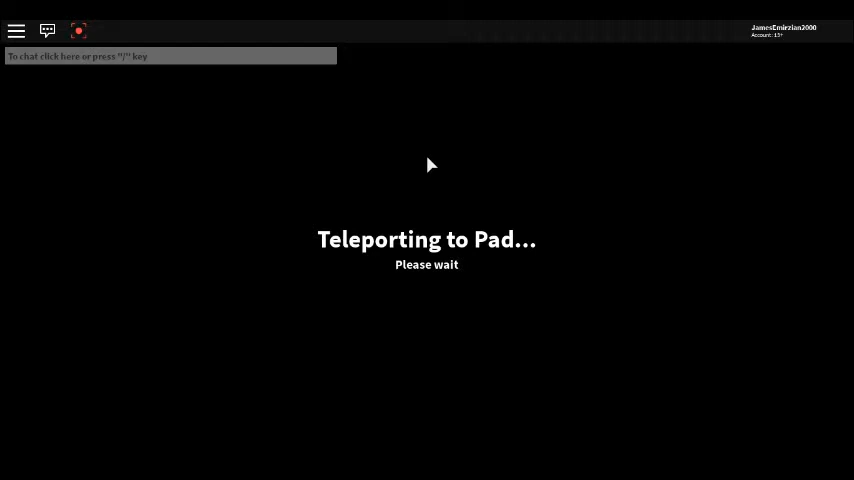 JamesEmirzian2000
Account: 13+
To chat click here or press "/" key
Teleporting to Pad...
Please wait